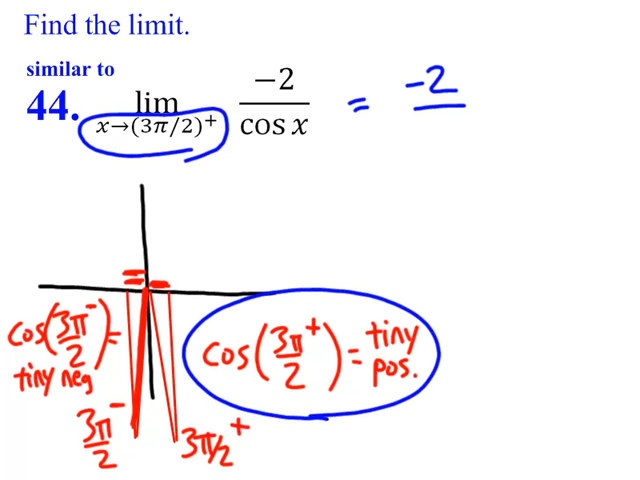 Find the limit.
similar to
44. lim x→(3π/2)⁺ −2/cos x = −2
cos(3π/2⁻) =
tiny neg
cos(3π/2⁺) = tiny pos.
3π/2⁻
3π/2⁺